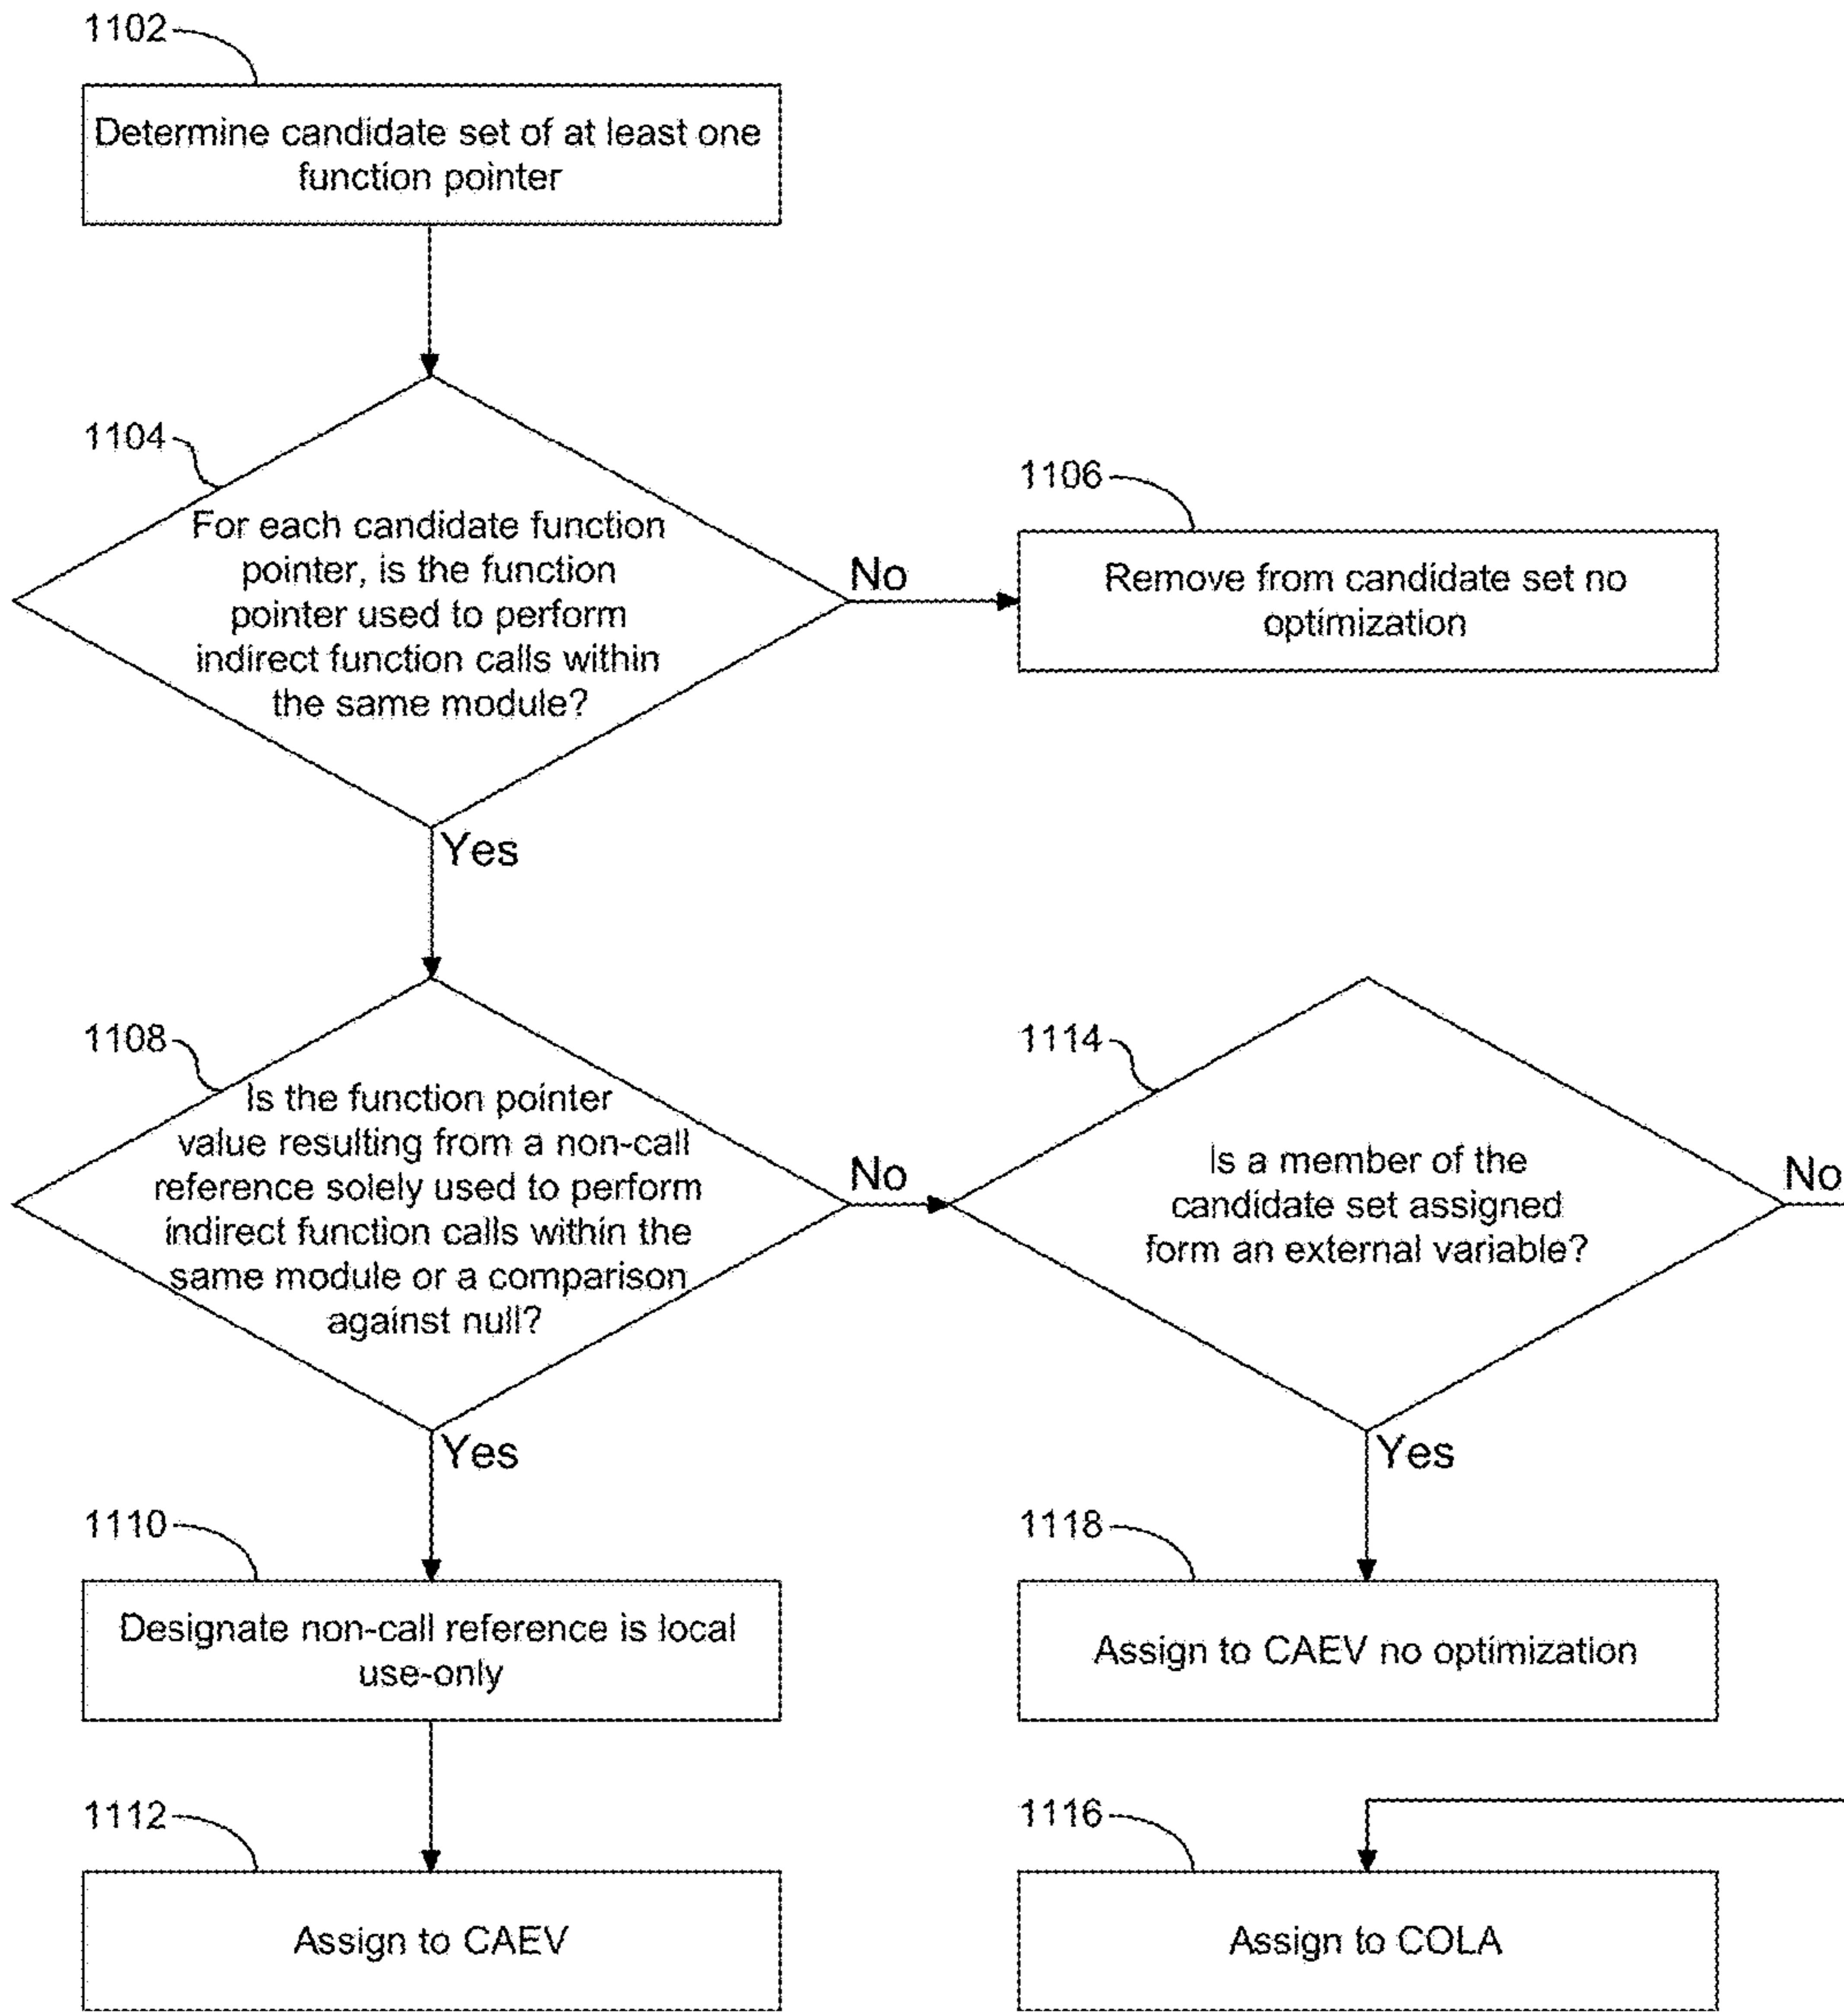 1102
Determine candidate set of at least one
function pointer
1104
For each candidate function
pointer, is the function
pointer used to perform
indirect function calls within
the same module?
No
1106
Remove from candidate set no
optimization
Yes
1108
Is the function pointer
value resulting from a non-call
reference solely used to perform
indirect function calls within the
same module or a comparison
against null?
No
1114
Is a member of the
candidate set assigned
form an external variable?
No
Yes
Yes
1110
Designate non-call reference is local
use-only
1118
Assign to CAEV no optimization
1112
Assign to CAEV
1116
Assign to COLA